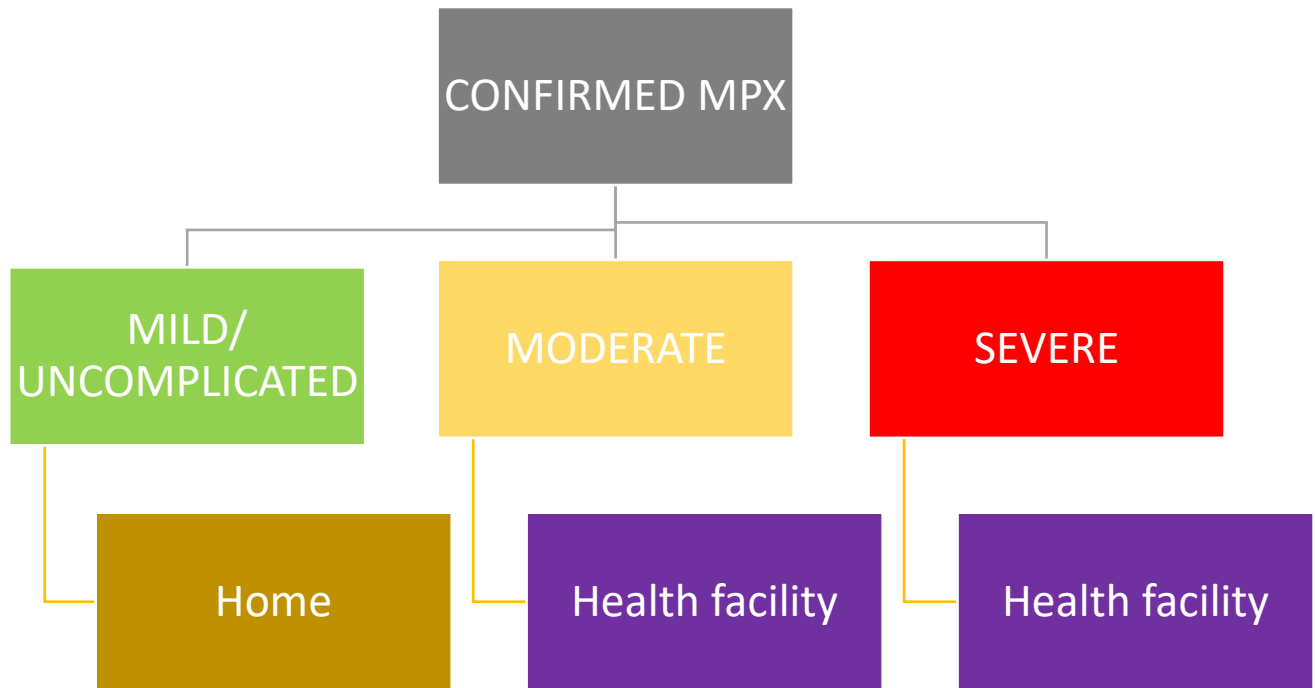 CONFIRMED MPX
MILD/
UNCOMPLICATED
MODERATE
SEVERE
Home
Health facility
Health facility